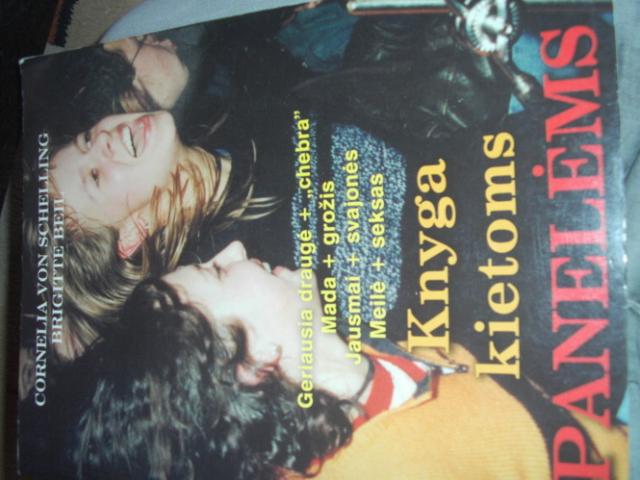 CORNELIA VON SCHELLING
BRIGITTE BEIL
Geriausia draugė + „chebra”
Mada + grožis
Jausmai + svajonės
Meilė + seksas
Knyga
kietoms
PANELĖMS